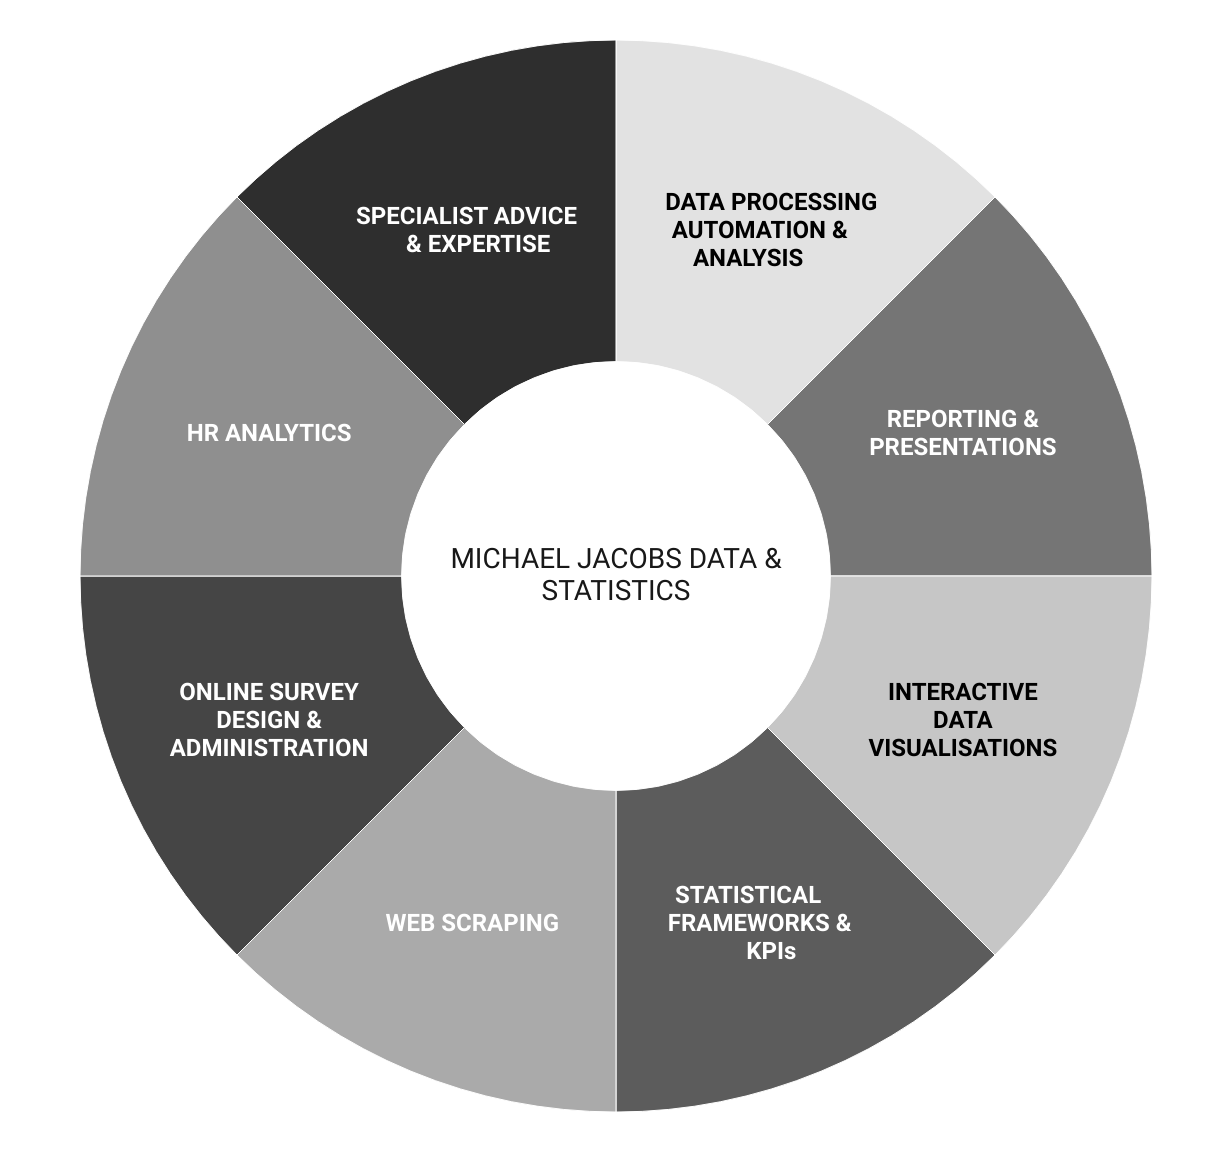 SPECIALIST ADVICE
& EXPERTISE
DATA PROCESSING
AUTOMATION &
ANALYSIS
HR ANALYTICS
REPORTING &
PRESENTATIONS
MICHAEL JACOBS DATA &
STATISTICS
ONLINE SURVEY
DESIGN &
ADMINISTRATION
INTERACTIVE
DATA
VISUALISATIONS
WEB SCRAPING
STATISTICAL
FRAMEWORKS &
KPIs